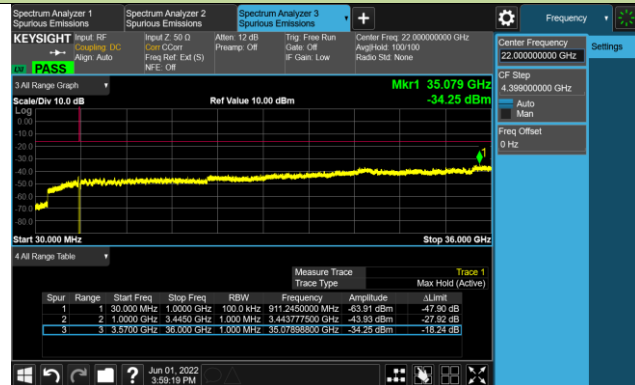 Spectrum Analyzer 1
Spurious Emissions
Spectrum Analyzer 2
Spurious Emissions
Spectrum Analyzer 3
Spurious Emissions
Frequency
KEYSIGHT
Input: RF
Coupling: DC
Align: Auto
Input Z: 50 Ω
Corr CCorr
Freq Ref: Ext (S)
NFE: Off
Atten: 12 dB
Preamp: Off
Trig: Free Run
Gate: Off
IF Gain: Low
Center Freq: 22.000000000 GHz
Avg|Hold: 100/100
Radio Std: None
PASS
Center Frequency
22.000000000 GHz
Settings
CF Step
4.399000000 GHz
Auto
Man
Freq Offset
0 Hz
3 All Range Graph
Mkr1 35.079 GHz
-34.25 dBm
Scale/Div 10.0 dB
Ref Value 10.00 dBm
Log
0.00
-10.0
-20.0
-30.0
-40.0
-50.0
-60.0
-70.0
-80.0
1
Start 30.000 MHz
Stop 36.000 GHz
4 All Range Table
Measure Trace Trace 1
Trace Type Max Hold (Active)
Spur Range Start Freq Stop Freq RBW Frequency Amplitude ΔLimit
1 1 30.000 MHz 1.0000 GHz 100.0 kHz 911.2450000 MHz -63.91 dBm -47.90 dB
2 2 1.0000 GHz 3.4450 GHz 1.000 MHz 3.443777500 GHz -43.93 dBm -27.92 dB
3 3 3.5700 GHz 36.000 GHz 1.000 MHz 35.07898800 GHz -34.25 dBm -18.24 dB
Jun 01, 2022
3:59:19 PM